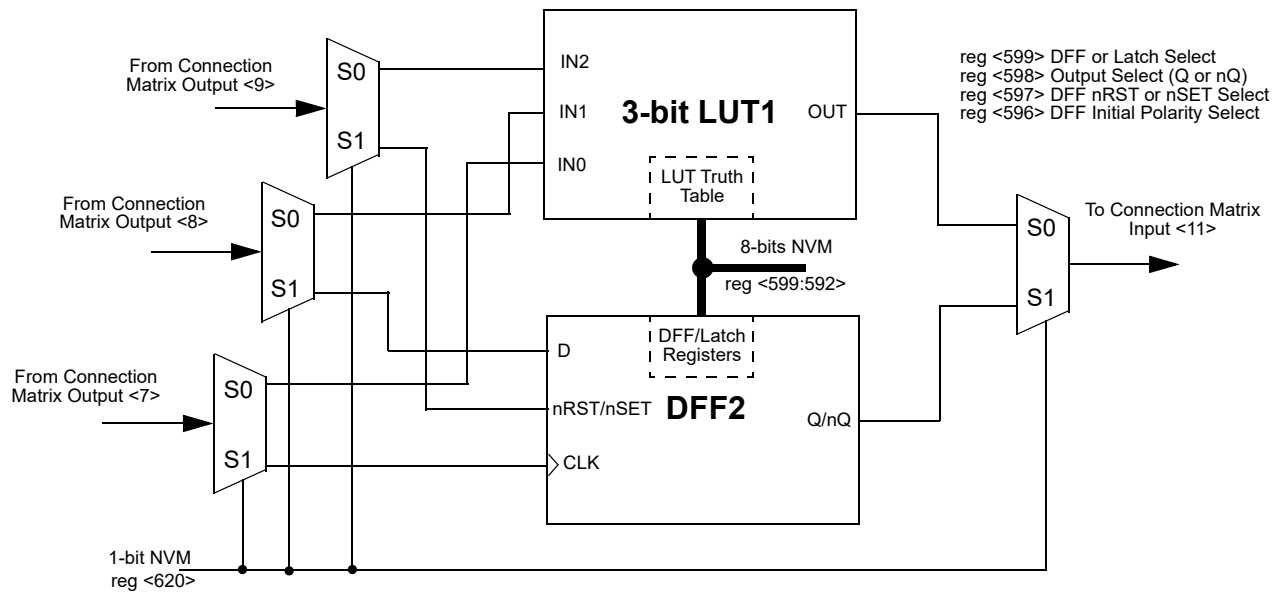 From Connection
Matrix Output <9>
S0
S1
IN2
IN1
IN0
3-bit LUT1
OUT
LUT Truth
Table
reg <599> DFF or Latch Select
reg <598> Output Select (Q or nQ)
reg <597> DFF nRST or nSET Select
reg <596> DFF Initial Polarity Select
From Connection
Matrix Output <8>
S0
S1
8-bits NVM
reg <599:592>
To Connection Matrix
Input <11>
S0
S1
From Connection
Matrix Output <7>
S0
S1
DFF/Latch
Registers
D
nRST/nSET
CLK
DFF2
Q/nQ
1-bit NVM
reg <620>